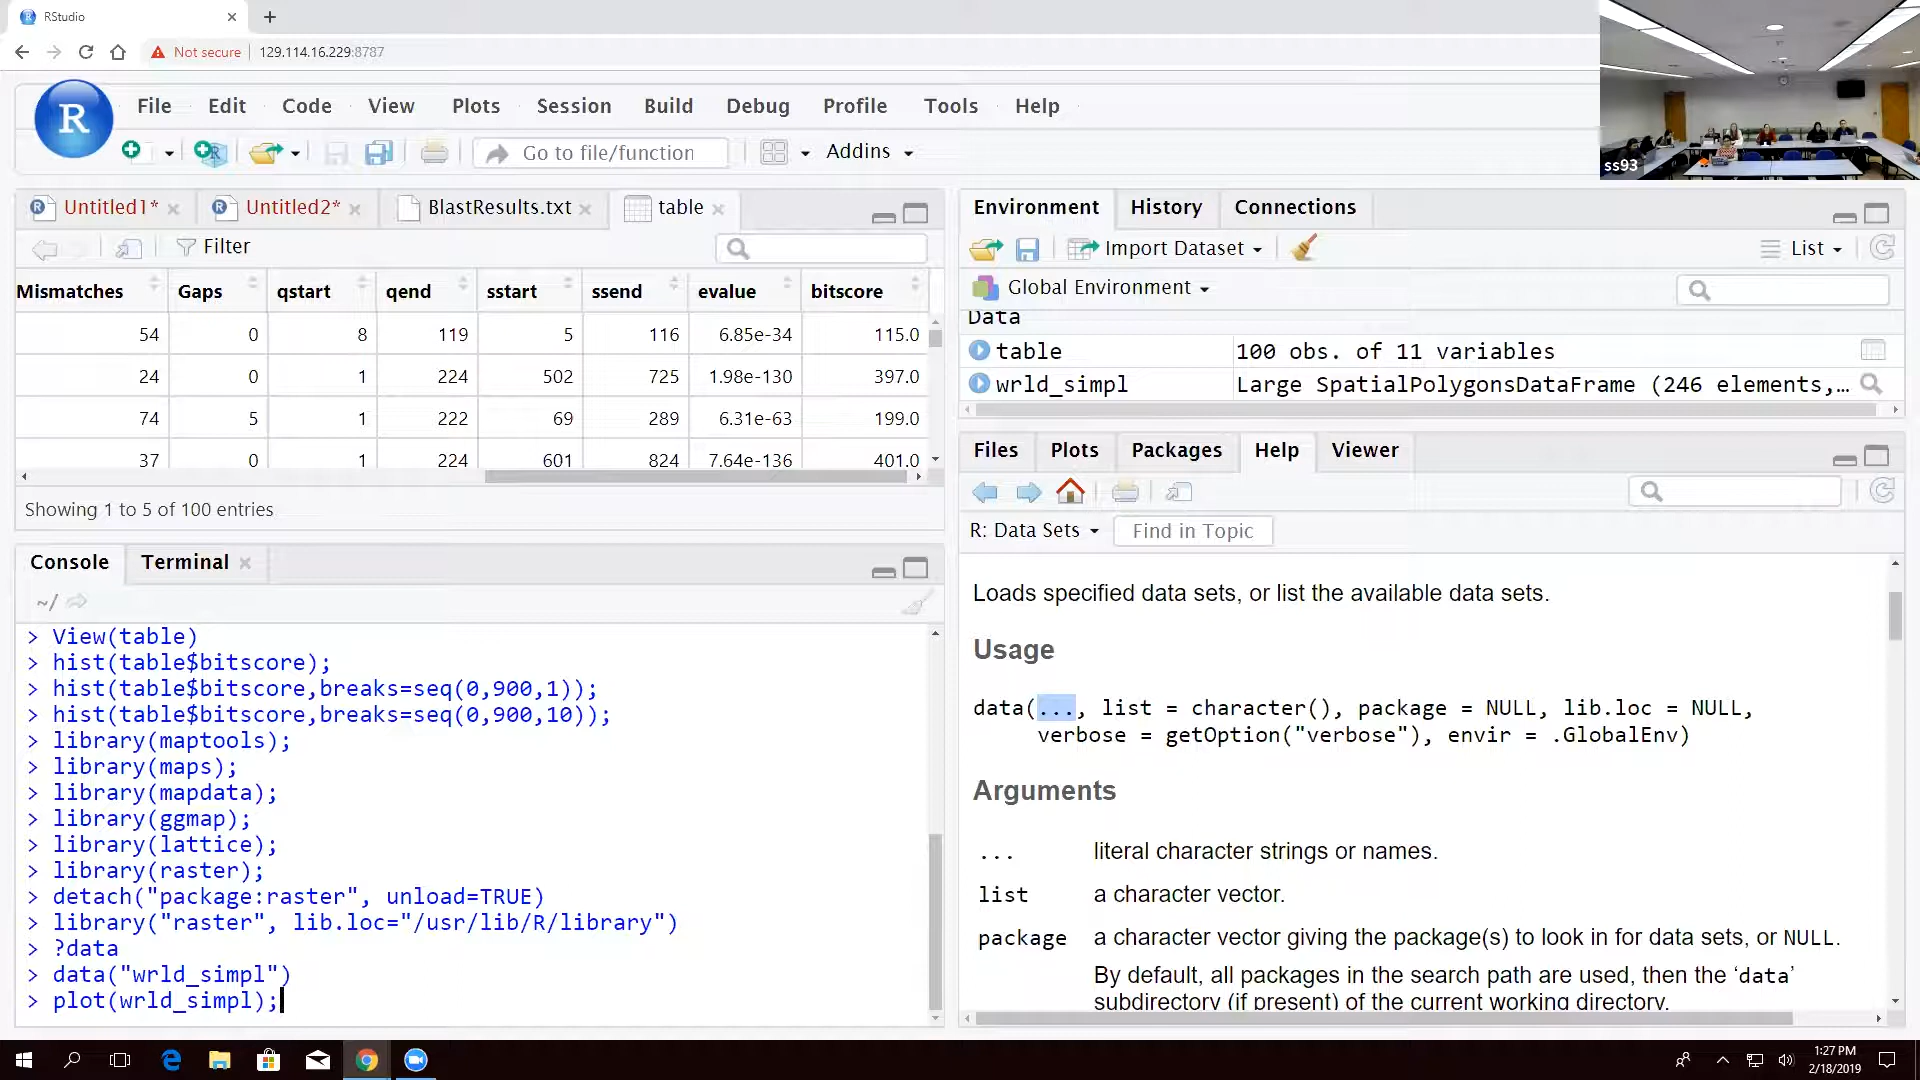 RStudio
Not secure 129.114.16.229:8787
ss93
R File Edit Code View Plots Session Build Debug Profile Tools Help
Go to file/function Addins
Untitled1* Untitled2* BlastResults.txt table
Filter
Mismatches Gaps qstart qend sstart ssend evalue bitscore
54 0 8 119 5 116 6.85e-34 115.0
24 0 1 224 502 725 1.98e-130 397.0
74 5 1 222 69 289 6.31e-63 199.0
37 0 1 224 601 824 7.64e-136 401.0
Showing 1 to 5 of 100 entries
Console Terminal
~/
> View(table)
> hist(table$bitscore);
> hist(table$bitscore,breaks=seq(0,900,1));
> hist(table$bitscore,breaks=seq(0,900,10));
> library(maptools);
> library(maps);
> library(mapdata);
> library(ggmap);
> library(lattice);
> library(raster);
> detach("package:raster", unload=TRUE)
> library("raster", lib.loc="/usr/lib/R/library")
> ?data
> data("wrld_simpl")
> plot(wrld_simpl);
Environment History Connections
Import Dataset List
Global Environment
Data
table 100 obs. of 11 variables
wrld_simpl Large SpatialPolygonsDataFrame (246 elements,…
Files Plots Packages Help Viewer
R: Data Sets Find in Topic
Loads specified data sets, or list the available data sets.
Usage
data(..., list = character(), package = NULL, lib.loc = NULL,
verbose = getOption("verbose"), envir = .GlobalEnv)
Arguments
... literal character strings or names.
list a character vector.
package a character vector giving the package(s) to look in for data sets, or NULL.
By default, all packages in the search path are used, then the ‘data’
subdirectory (if present) of the current working directory.
1:27 PM
2/18/2019